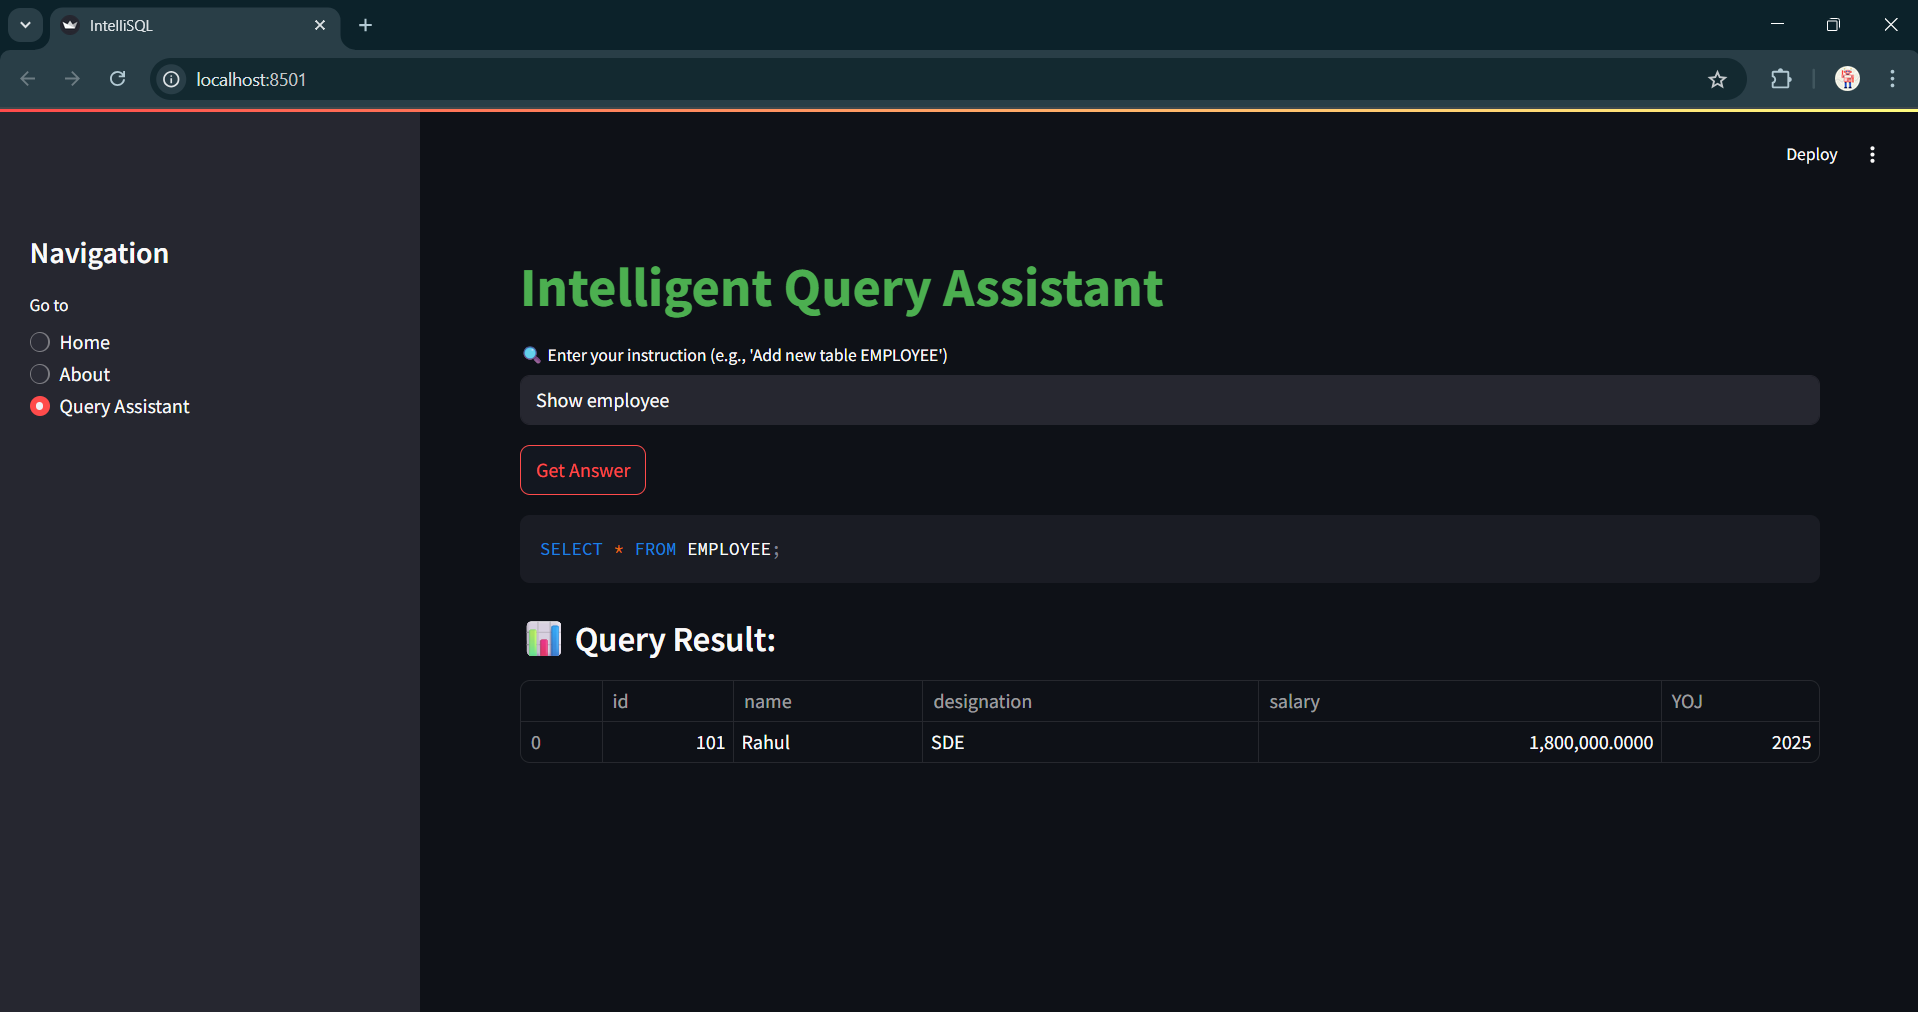 IntelliSQL
localhost:8501
Deploy
Navigation
Go to
Home
About
Query Assistant
Intelligent Query Assistant
Enter your instruction (e.g., 'Add new table EMPLOYEE')
Show employee
Get Answer
SELECT * FROM EMPLOYEE;
Query Result:
id name designation salary YOJ
0 101 Rahul SDE 1,800,000.0000 2025